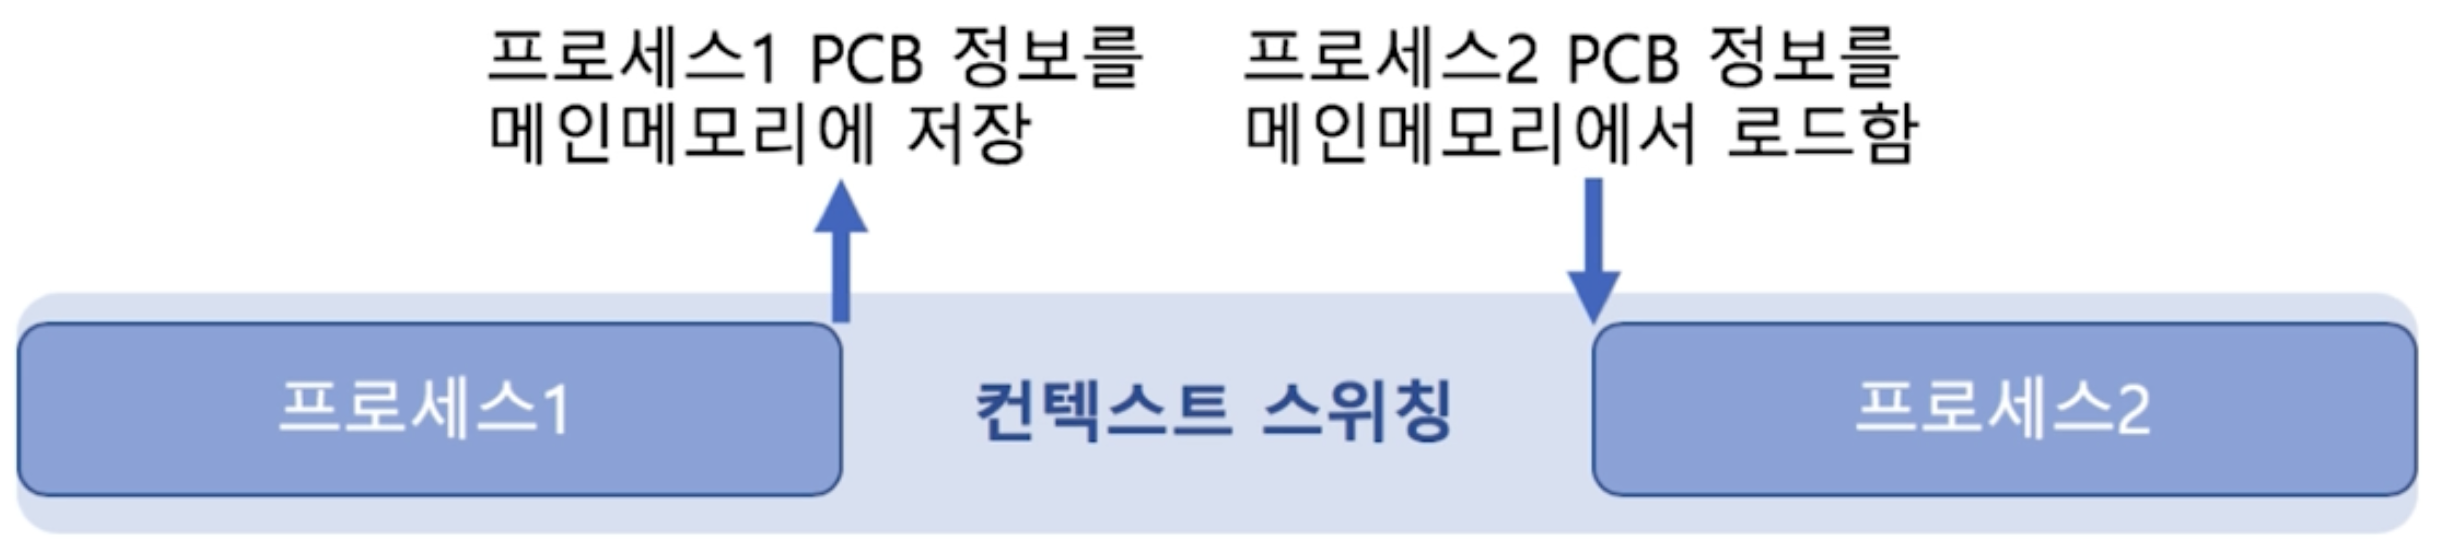 프로세스1 PCB 정보를
메인메모리에 저장
프로세스2 PCB 정보를
메인메모리에서 로드함
프로세스1
컨텍스트 스위칭
프로세스2